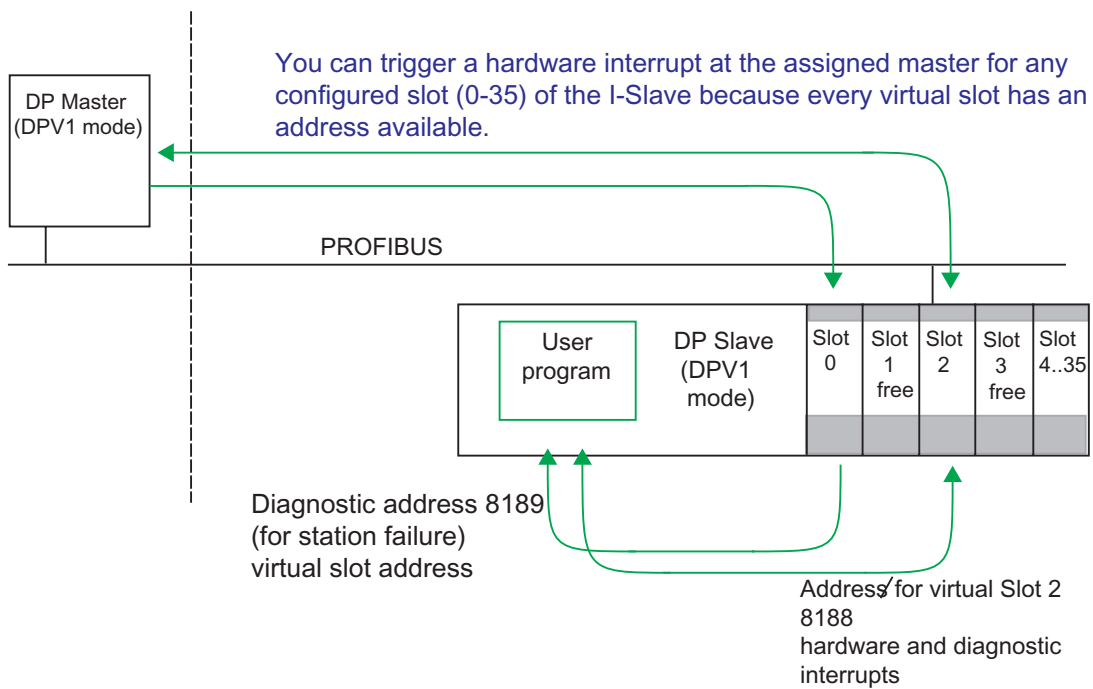 You can trigger a hardware interrupt at the assigned master for any
configured slot (0-35) of the I-Slave because every virtual slot has an
address available.
DP Master
(DPV1 mode)
PROFIBUS
User
program
DP Slave
(DPV1
mode)
Slot
0
Slot
1
free
Slot
2
Slot
3
free
Slot
4..35
Diagnostic address 8189
(for station failure)
virtual slot address
Address/for virtual Slot 2
8188
hardware and diagnostic
interrupts